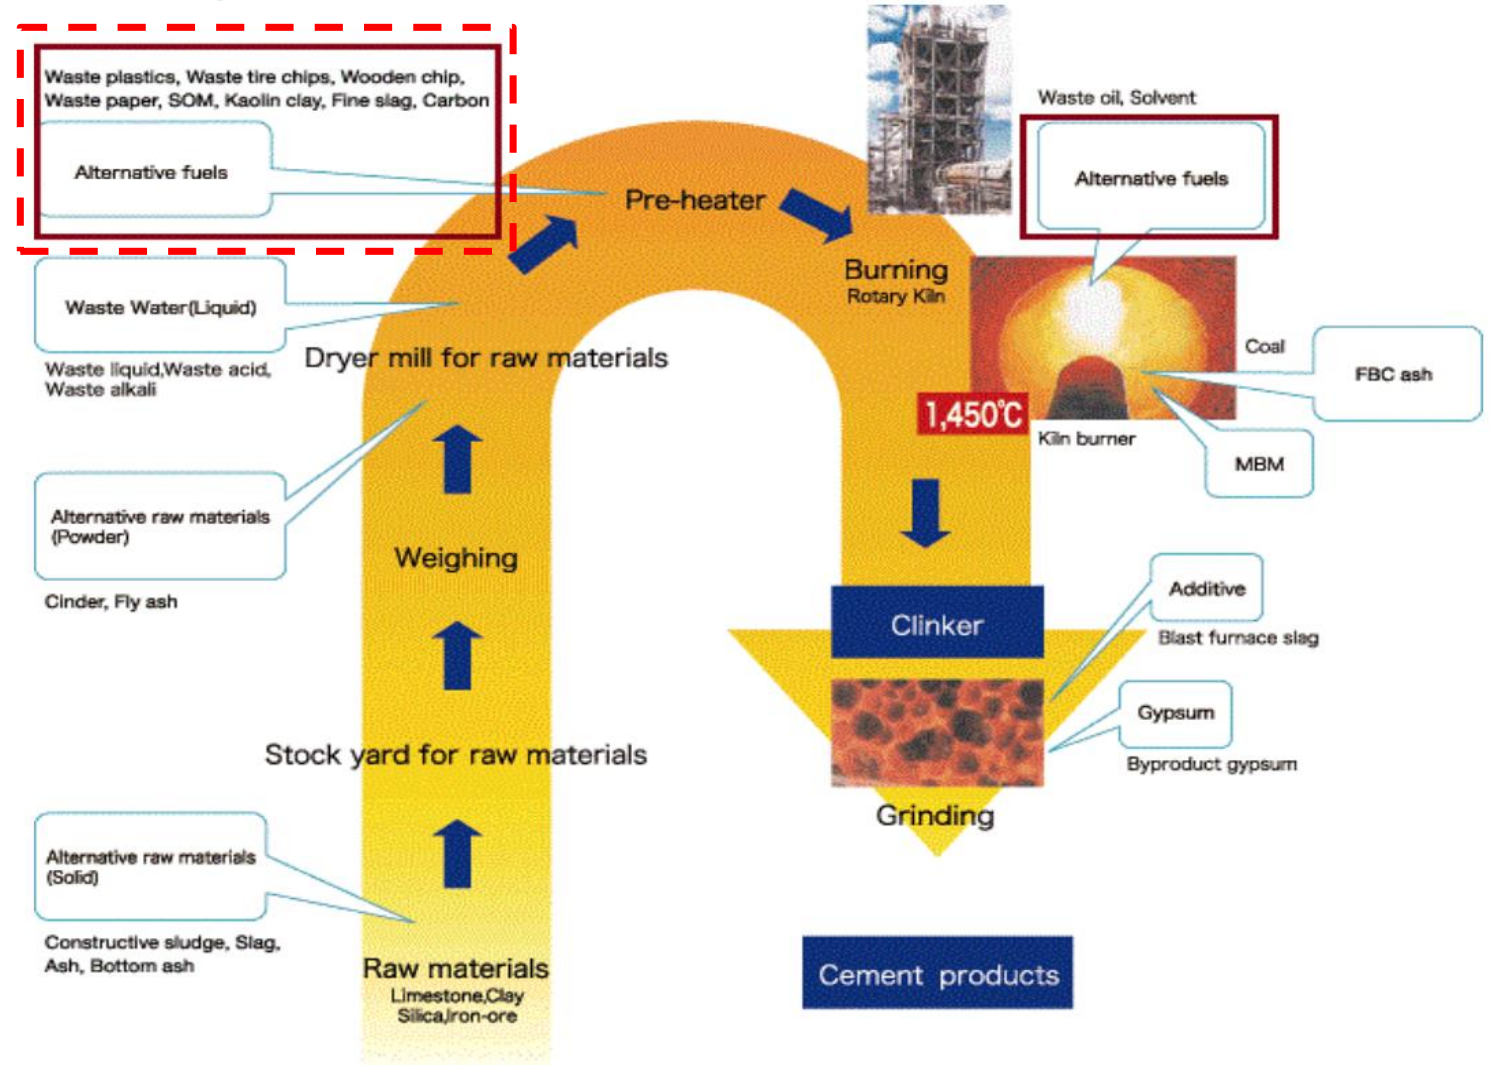 Waste plastics, Waste tire chips, Wooden chip,
Waste paper, SOM, Kaolin clay, Fine slag, Carbon
Alternative fuels
Waste oil, Solvent
Alternative fuels
Pre-heater
Burning
Rotary Kiln
Waste Water(Liquid)
Waste liquid,Waste acid,
Waste alkali
Dryer mill for raw materials
Coal
FBC ash
1,450℃
Kiln burner
MBM
Alternative raw materials
(Powder)
Cinder, Fly ash
Weighing
Additive
Blast furnace slag
Clinker
Gypsum
Byproduct gypsum
Stock yard for raw materials
Grinding
Alternative raw materials
(Solid)
Constructive sludge, Slag,
Ash, Bottom ash
Raw materials
Limestone,Clay
Silica,Iron-ore
Cement products